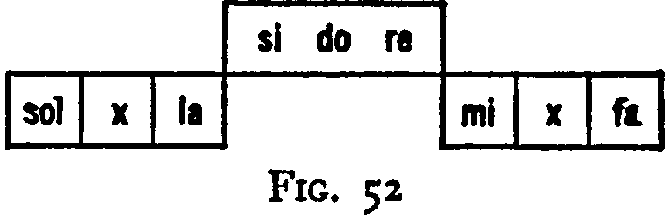 si do re
sol x la mi x fa
FIG. 52